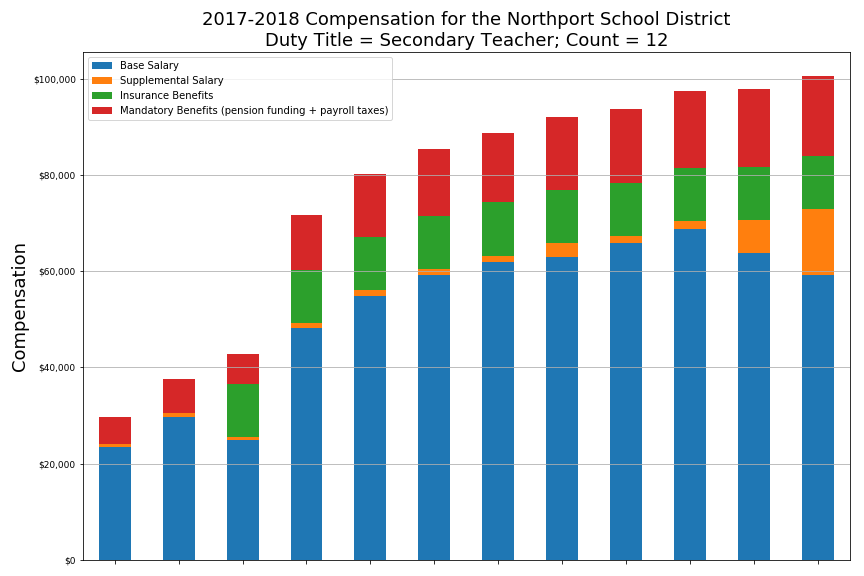 2017-2018 Compensation for the Northport School District
Duty Title = Secondary Teacher; Count = 12
Base Salary
Supplemental Salary
Insurance Benefits
Mandatory Benefits (pension funding + payroll taxes)
$100,000
$80,000
$60,000
$40,000
$20,000
$0
Compensation